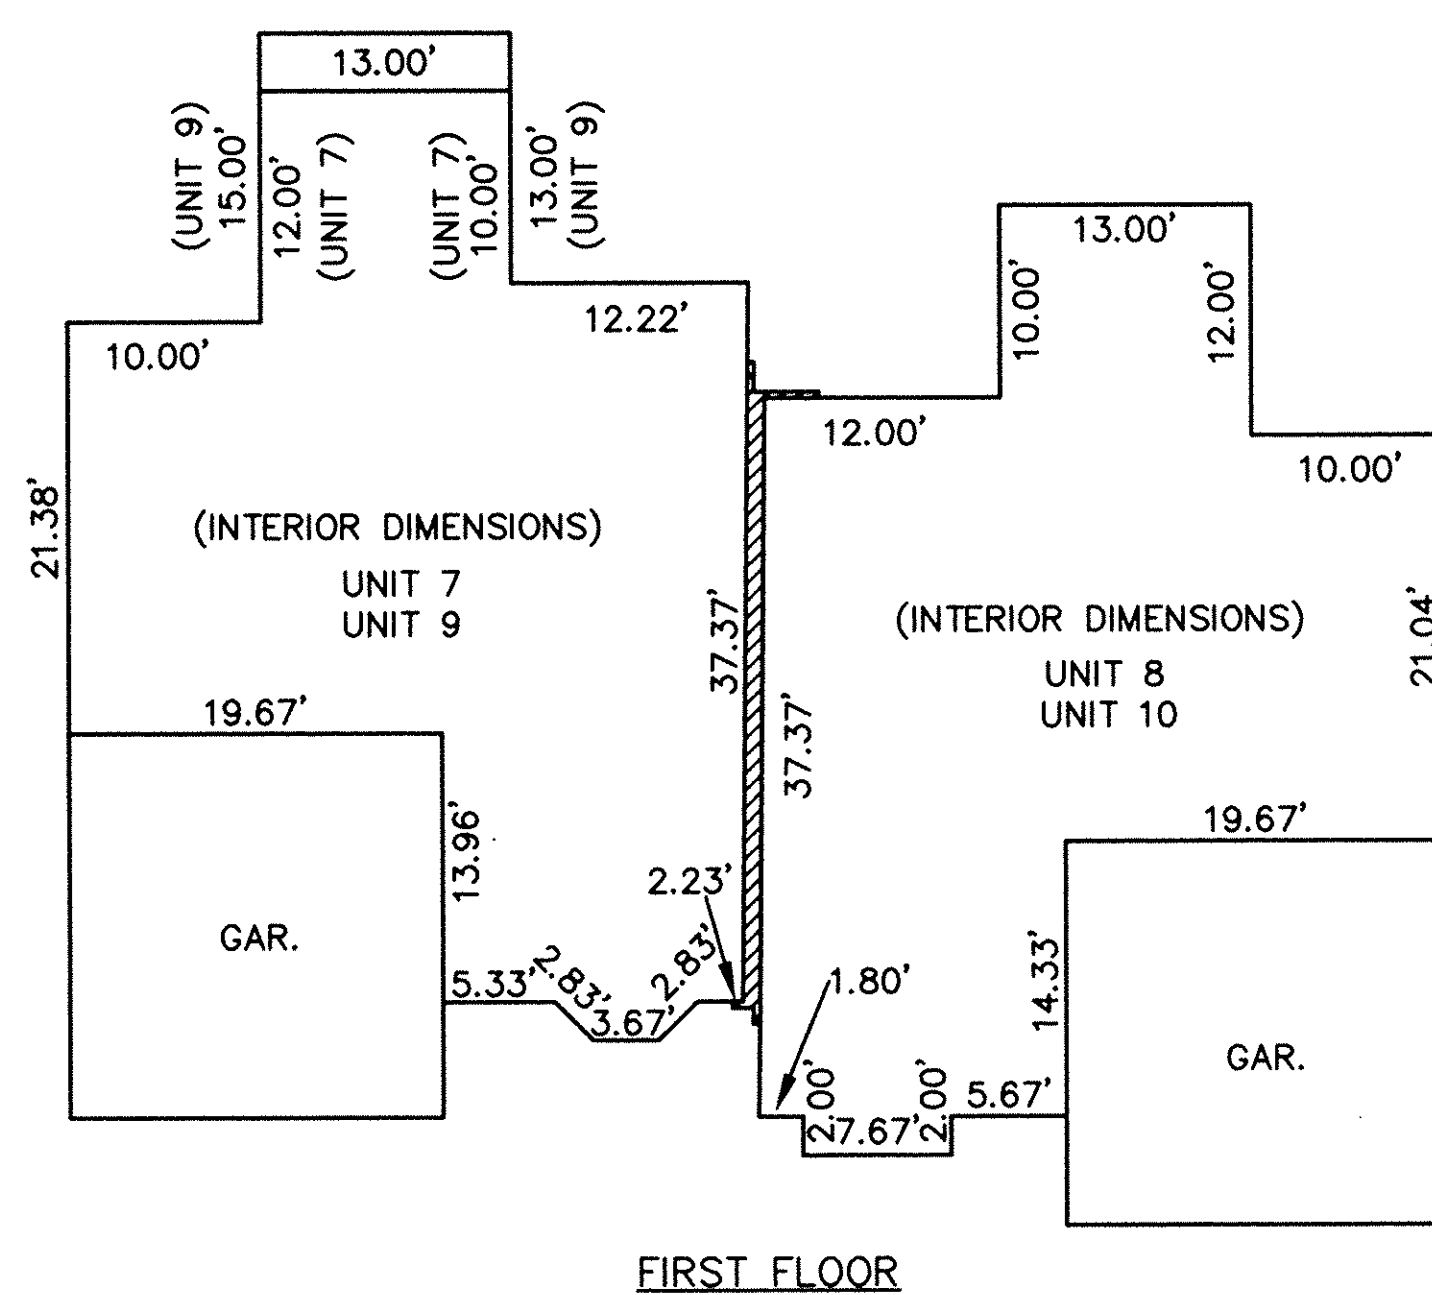 13.00'
(UNIT 9)
15.00'
12.00'
(UNIT 7)
(UNIT 7)
10.00'
13.00'
(UNIT 9)
10.00'
12.22'
21.38'
(INTERIOR DIMENSIONS)
UNIT 7
UNIT 9
37.37'
19.67'
13.96'
GAR.
2.23'
5.33'
2.83'
3.67'
2.83'
13.00'
10.00'
12.00'
12.00'
10.00'
(INTERIOR DIMENSIONS)
UNIT 8
UNIT 10
21.04'
37.37'
19.67'
14.33'
GAR.
1.80'
2.00'
7.67'
2.00'
5.67'
FIRST FLOOR